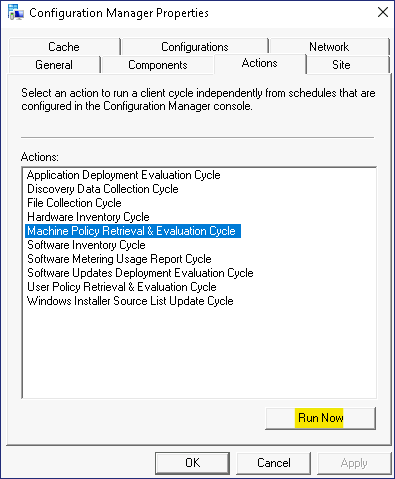 Configuration Manager Properties
Cache
Configurations
Network
General
Components
Actions
Site
Select an action to run a client cycle independently from schedules that are
configured in the Configuration Manager console.
Actions:
Application Deployment Evaluation Cycle
Discovery Data Collection Cycle
File Collection Cycle
Hardware Inventory Cycle
Machine Policy Retrieval & Evaluation Cycle
Software Inventory Cycle
Software Metering Usage Report Cycle
Software Updates Deployment Evaluation Cycle
User Policy Retrieval & Evaluation Cycle
Windows Installer Source List Update Cycle
Run Now
OK
Cancel
Apply